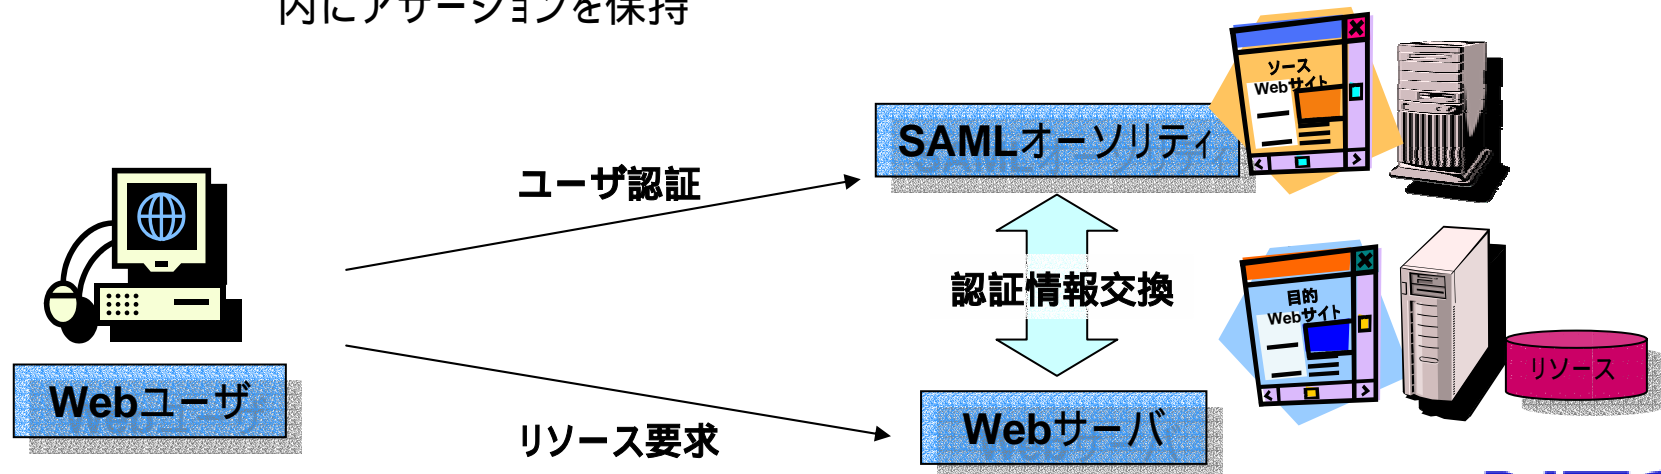 内にアサーションを保持
ソース
Webサイト
SAMLオーソリティ
ユーザ認証
認証情報交換
目的
Webサイト
リソース
Webユーザ
リソース要求
Webサーバ